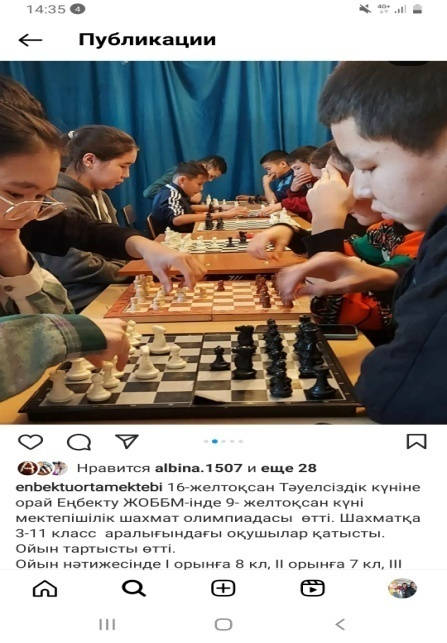 14:35 4 4G+
Публикации
Нравится albina.1507 и еще 28
enbektuortamektebi 16-желтоқсан Тәуелсіздік күніне
орай Еңбекту ЖОББМ-інде 9- желтоқсан күні
мектепішілік шахмат олимпиадасы өтті. Шахматқа
3-11 класс аралығындағы оқушылар қатысты.
Ойын тартысты өтті.
Ойын нәтижесінде I орынға 8 кл, II орынға 7 кл, III